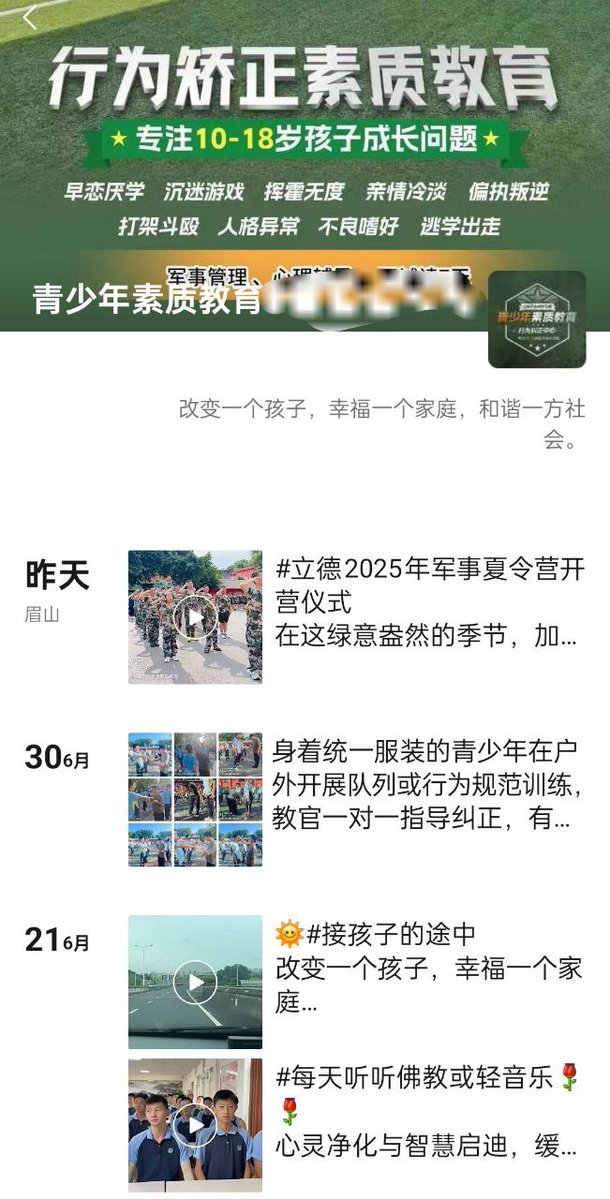 行为矫正素质教育
专注10-18岁孩子成长问题
早恋厌学 沉迷游戏 挥霍无度 亲情冷淡 偏执叛逆
打架斗殴 人格异常 不良嗜好 逃学出走
军事管理、心理辅导、
青少年素质教育
青少年素质教育
行为矫正中心
改变一个孩子，幸福一个家庭，和谐一方社
会。
昨天
眉山
#立德2025年军事夏令营开
营仪式
在这绿意盎然的季节，加...
30 6月
身着统一服装的青少年在户
外开展队列或行为规范训练，
教官一对一指导纠正，有...
21 6月
🌞#接孩子的途中
改变一个孩子，幸福一个家
庭...
#每天听听佛教或轻音乐🌹
🌹
心灵净化与智慧启迪，缓...